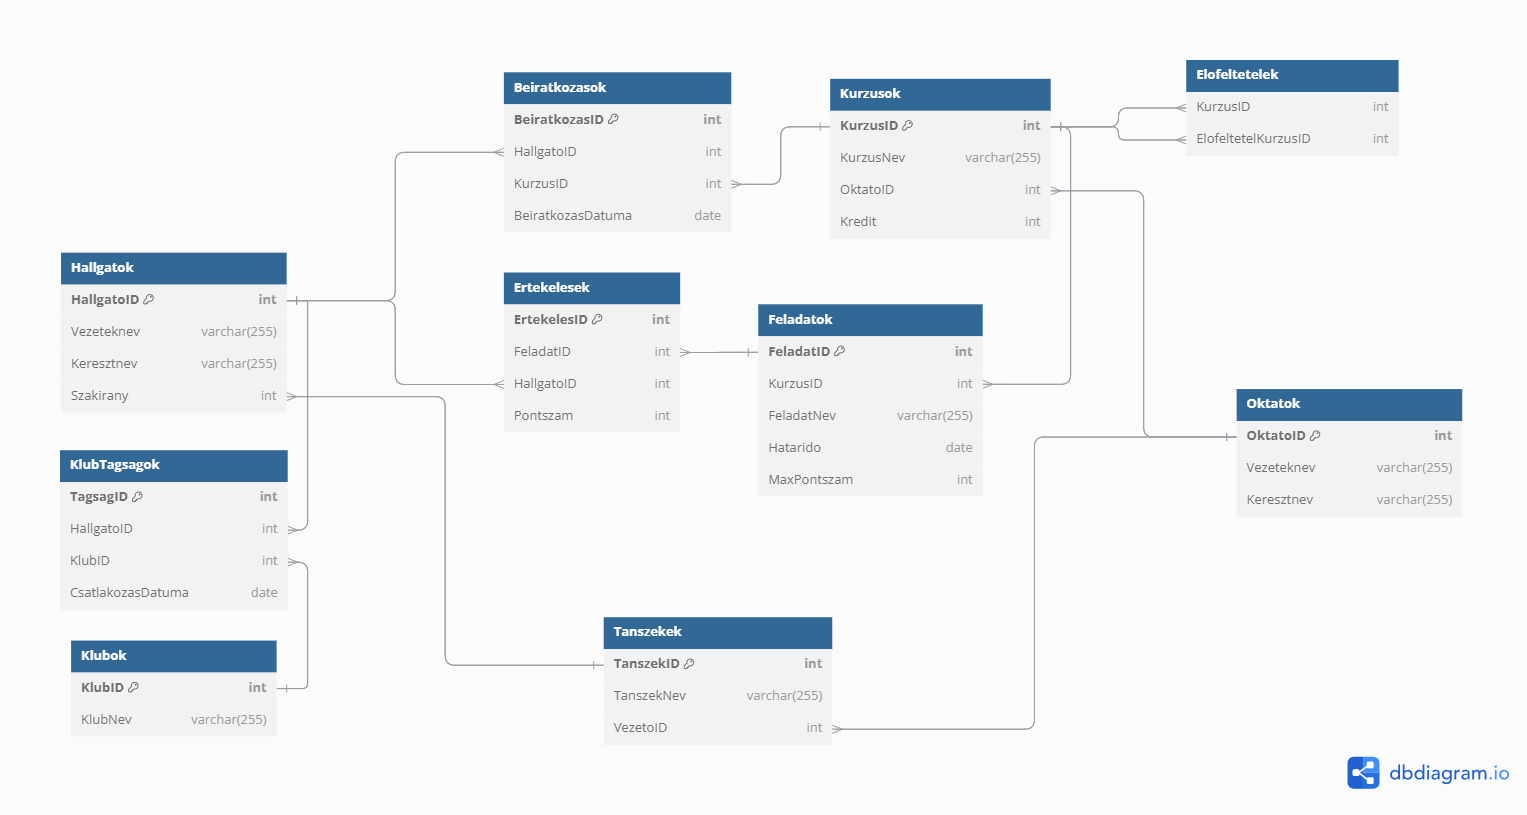 Beiratkozasok
BeiratkozasID int
HallgatoID int
KurzusID int
BeiratkozasDatuma date
Kurzusok
KurzusID int
KurzusNev varchar(255)
OktatoID int
Kredit int
Elofeltetelek
KurzusID int
ElofeltetelKurzusID int
Hallgatok
HallgatoID int
Vezeteknev varchar(255)
Keresztnev varchar(255)
Szakirany int
Ertekelesek
ErtekelesID int
FeladatID int
HallgatoID int
Pontszam int
Feladatok
FeladatID int
KurzusID int
FeladatNev varchar(255)
Hatarido date
MaxPontszam int
Oktatok
OktatoID int
Vezeteknev varchar(255)
Keresztnev varchar(255)
KlubTagsagok
TagsagID int
HallgatoID int
KlubID int
CsatlakozasDatuma date
Klubok
KlubID int
KlubNev varchar(255)
Tanszekek
TanszekID int
TanszekNev varchar(255)
VezetoID int
dbdiagram.io